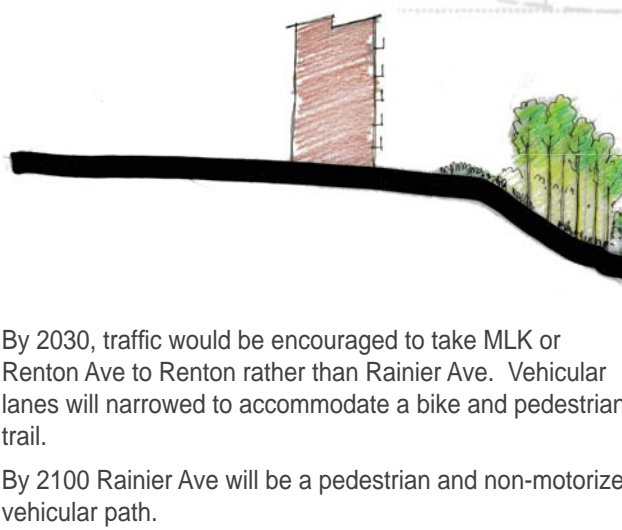 By 2030, traffic would be encouraged to take MLK or
Renton Ave to Renton rather than Rainier Ave.  Vehicular
lanes will narrowed to accommodate a bike and pedestrian
trail.
By 2100 Rainier Ave will be a pedestrian and non-motorize
vehicular path.